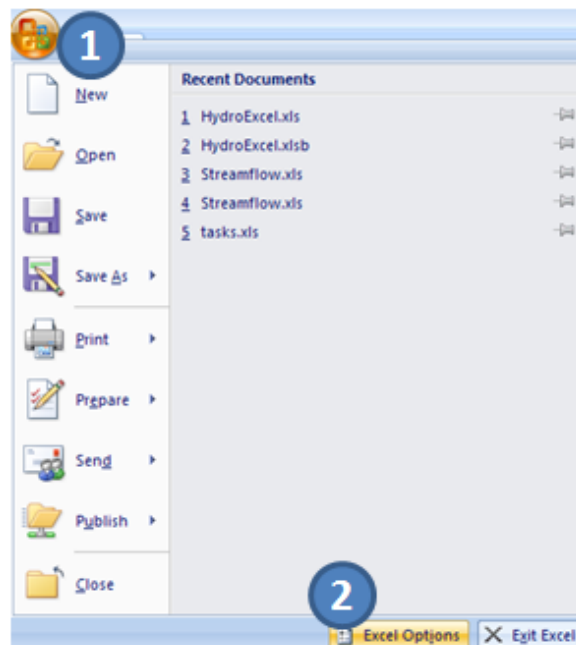 1
Recent Documents
New
1 HydroExcel.xls
2 HydroExcel.xlsb
Open
3 Streamflow.xls
4 Streamflow.xls
Save
5 tasks.xls
Save As
Print
Prepare
Send
Publish
Close
2
Excel Options
Exit Excel